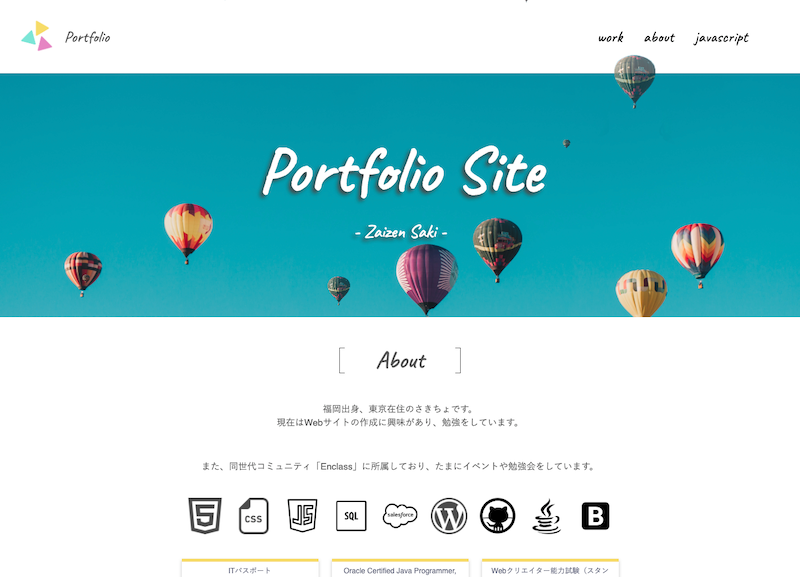 Portfolio
work about javascript
Portfolio Site
- Zaizen Saki -
About
福岡出身、東京在住のさきちょです。
現在はWebサイトの作成に興味があり、勉強をしています。
また、同世代コミュニティ「Enclass」に所属しており、たまにイベントや勉強会をしています。
5 CSS JS SQL salesforce W Java B
ITパスポート Oracle Certified Java Programmer, Webクリエイター能力試験（スタン